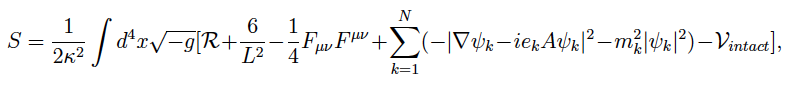 $S = \frac{1}{2\kappa^2} \int d^4x \sqrt{-g} [\mathcal{R} + \frac{6}{L^2} - \frac{1}{4} F_{\mu\nu} F^{\mu\nu} + \sum_{k=1}^{N} (-|\nabla \psi_k - i e_k A \psi_k|^2 - m_k^2 |\psi_k|^2) - \mathcal{V}_{intact}],$